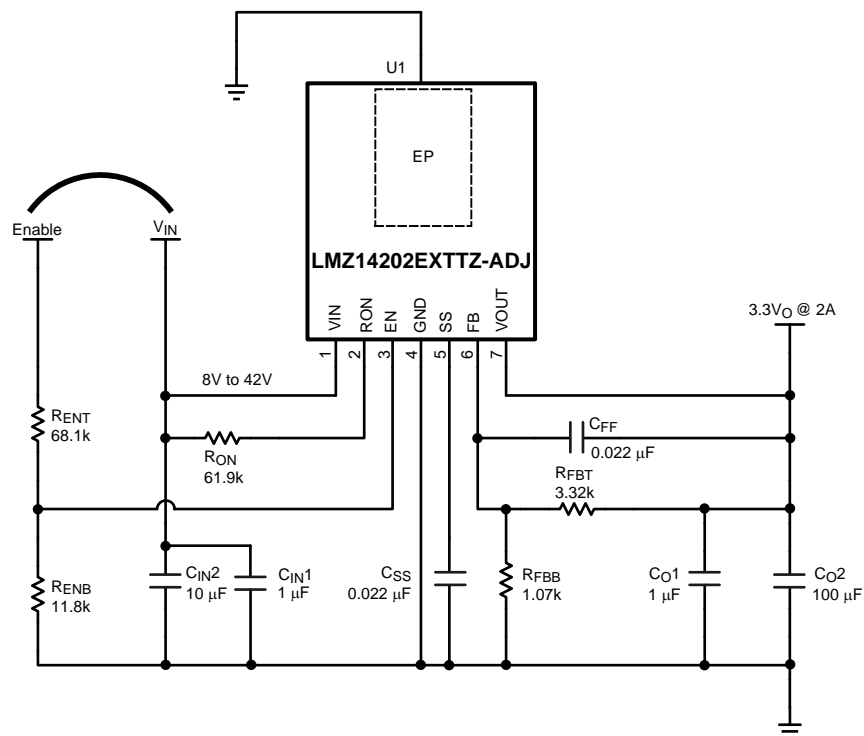 U1
EP
Enable
VIN
LMZ14202EXTTZ-ADJ
3.3VO @ 2A
VIN
RON
EN
GND
SS
FB
VOUT
1
2
3
4
5
6
7
8V to 42V
RENT
68.1k
CFF
0.022 μF
RON
61.9k
RFBT
3.32k
RENB
11.8k
CIN2
10 μF
CIN1
1 μF
CSS
0.022 μF
RFBB
1.07k
CO1
1 μF
CO2
100 μF